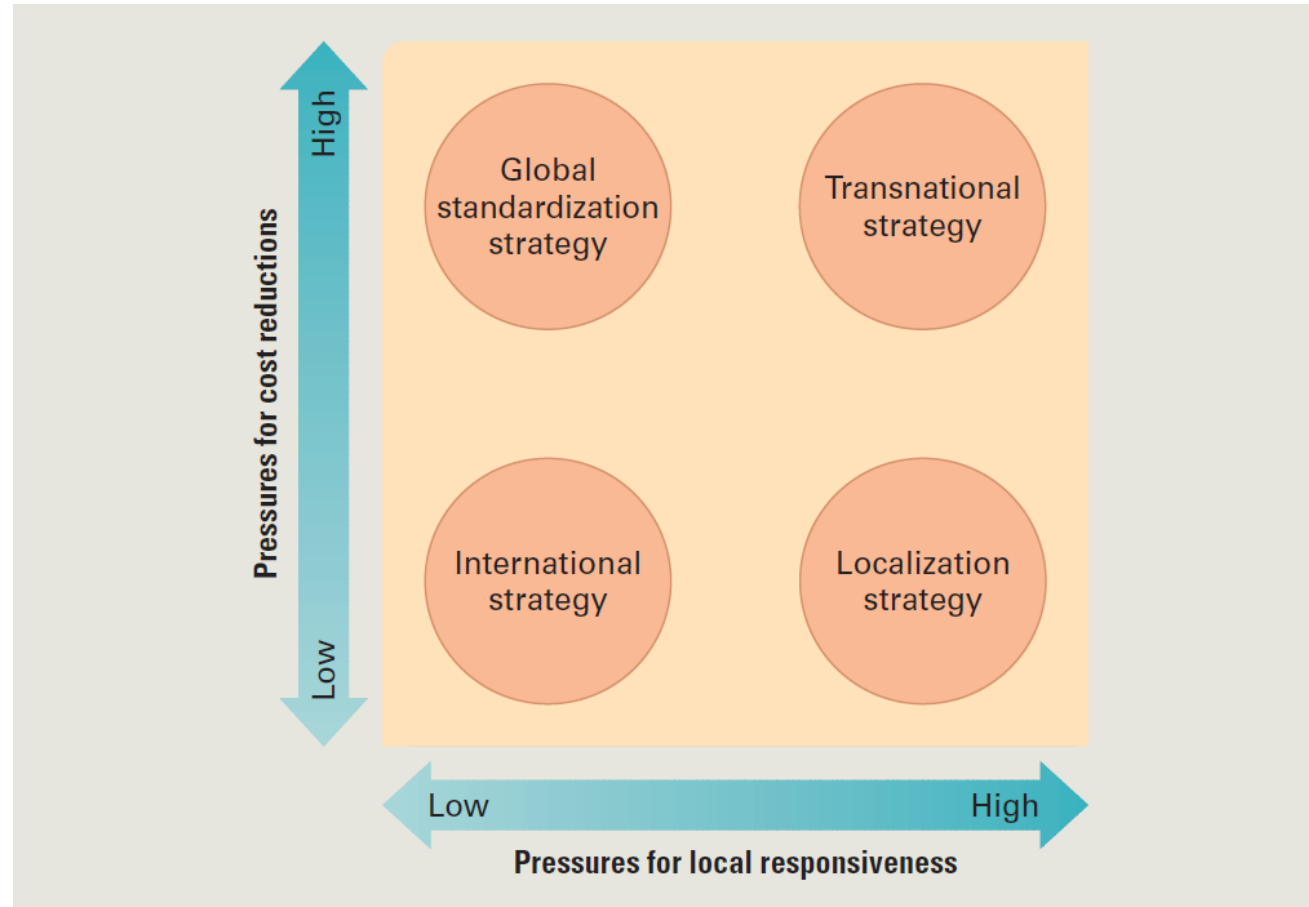 High
Pressures for cost reductions
Low
Global
standardization
strategy
Transnational
strategy
International
strategy
Localization
strategy
Low
High
Pressures for local responsiveness